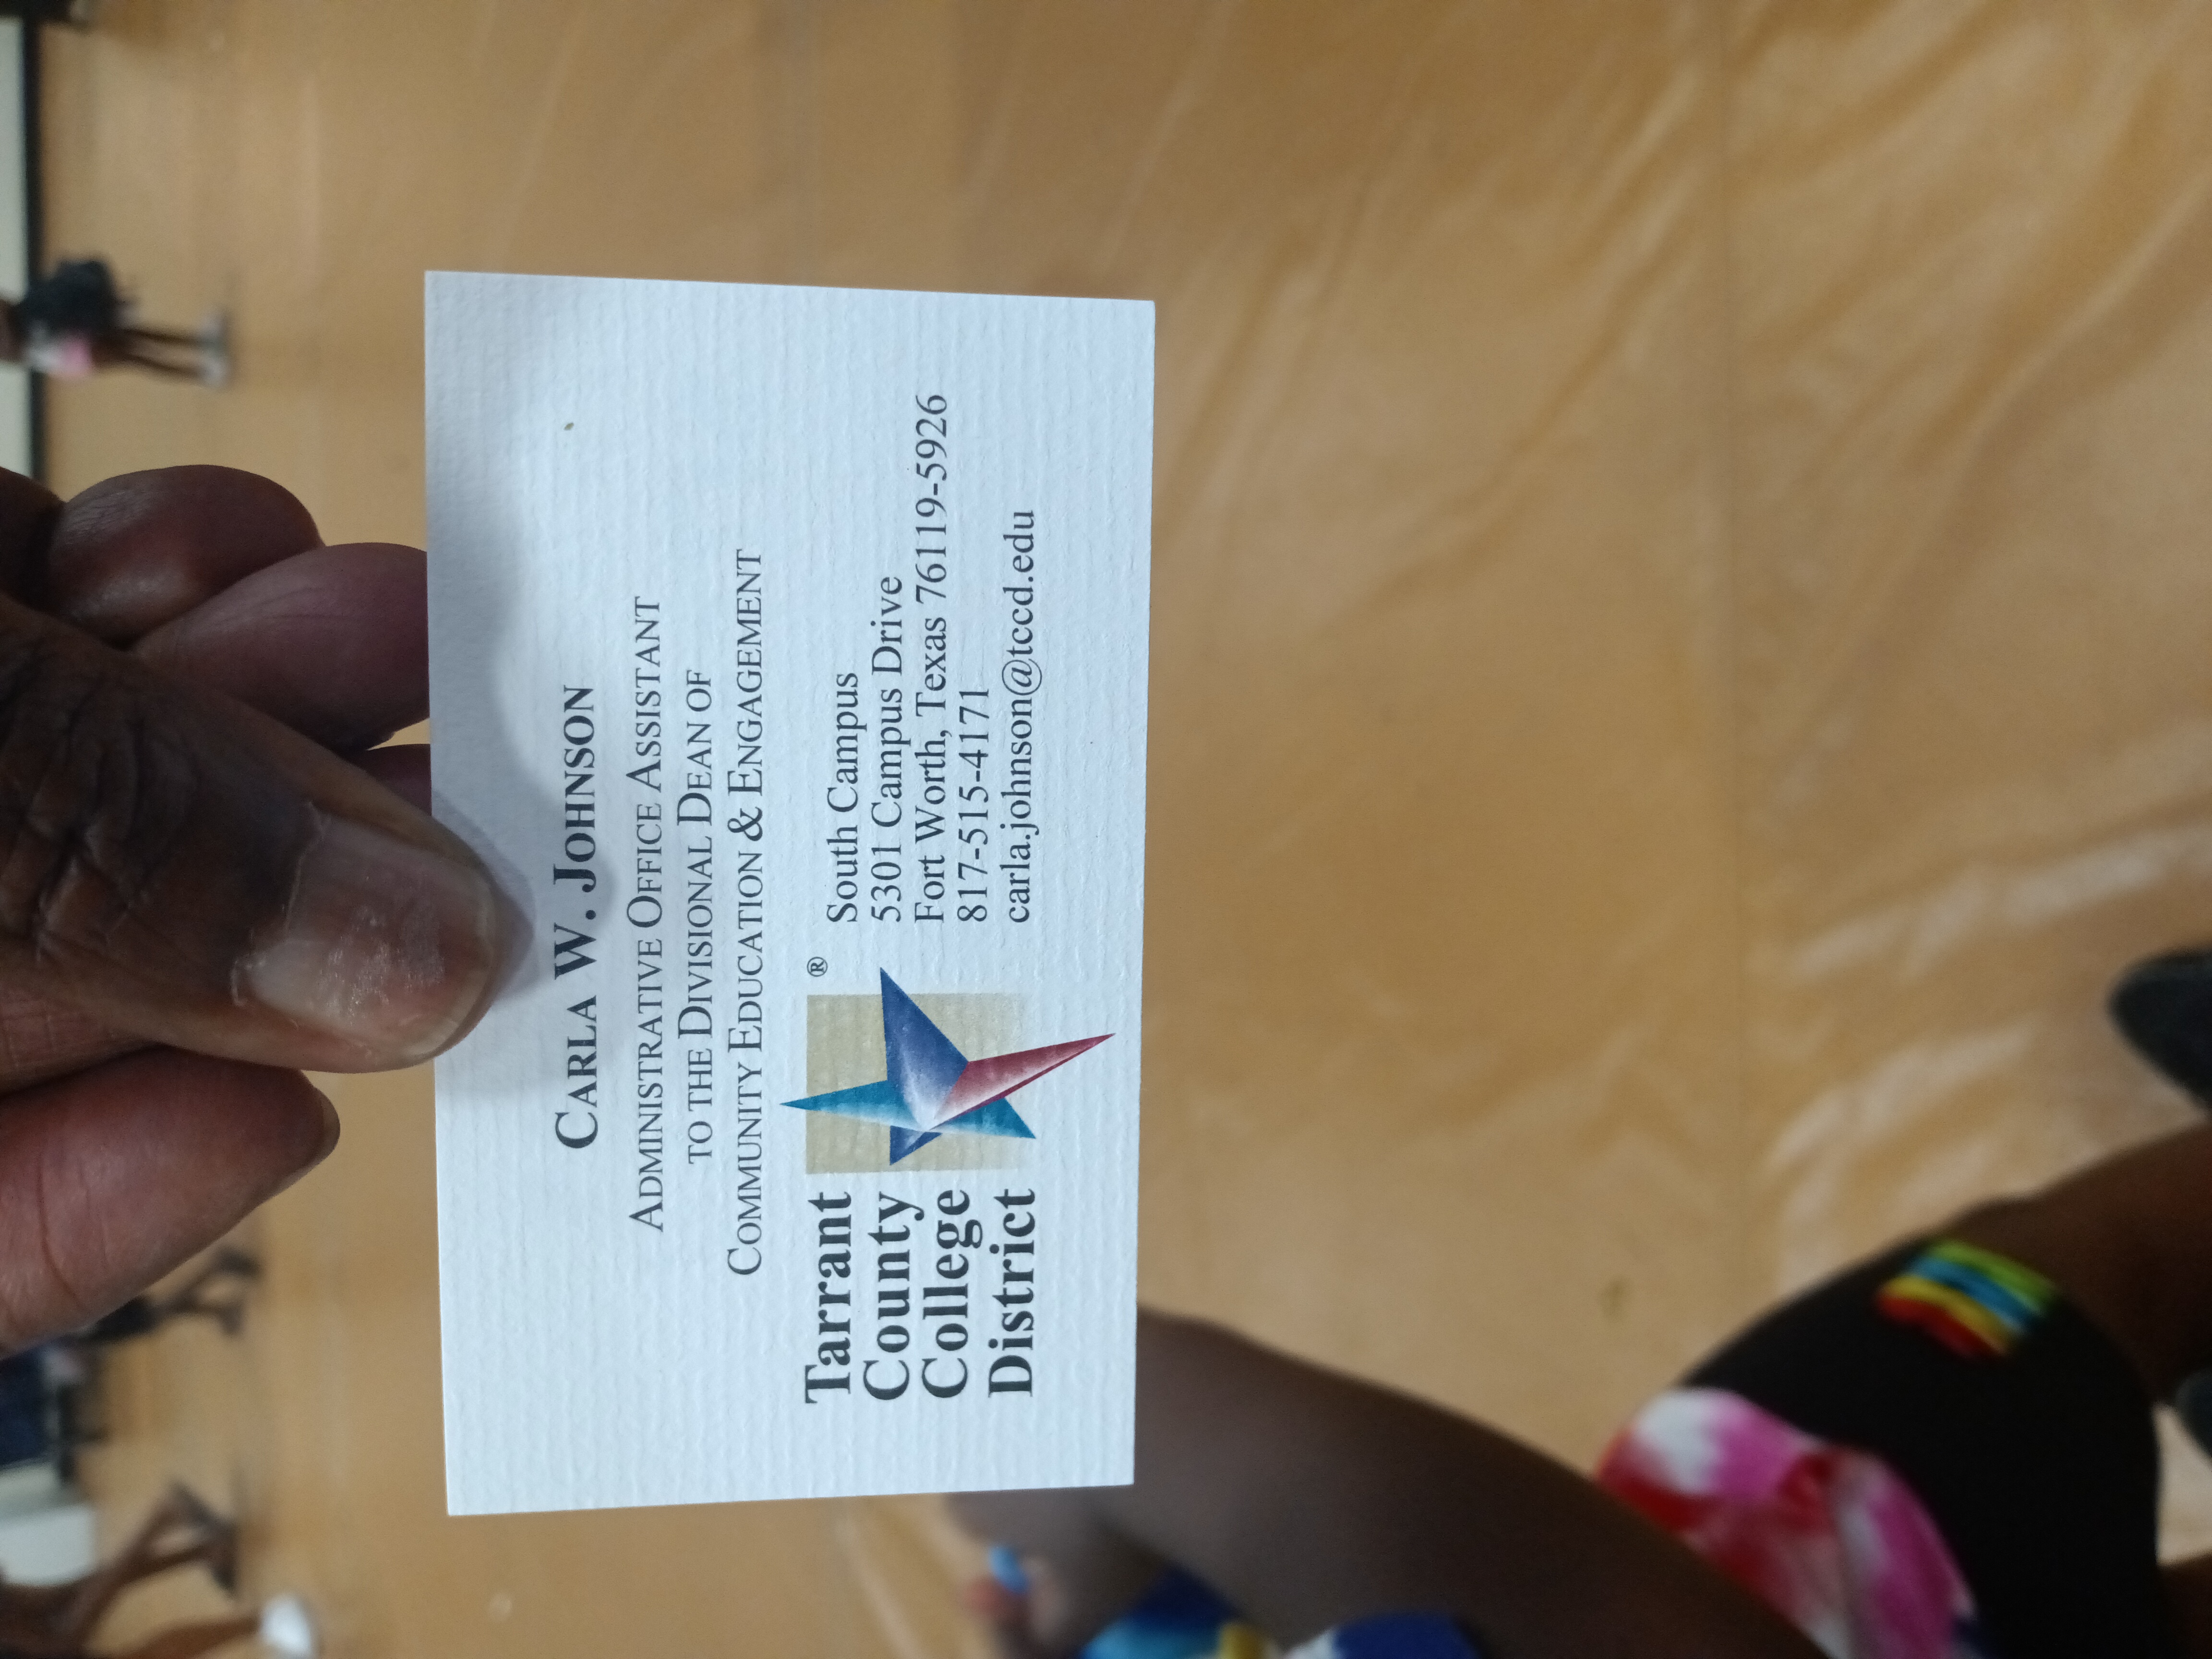 CARLA W. JOHNSON
ADMINISTRATIVE OFFICE ASSISTANT
TO THE DIVISIONAL DEAN OF
COMMUNITY EDUCATION & ENGAGEMENT
Tarrant
County
College
District
®
South Campus
5301 Campus Drive
Fort Worth, Texas 76119-5926
817-515-4171
carla.johnson@tccd.edu